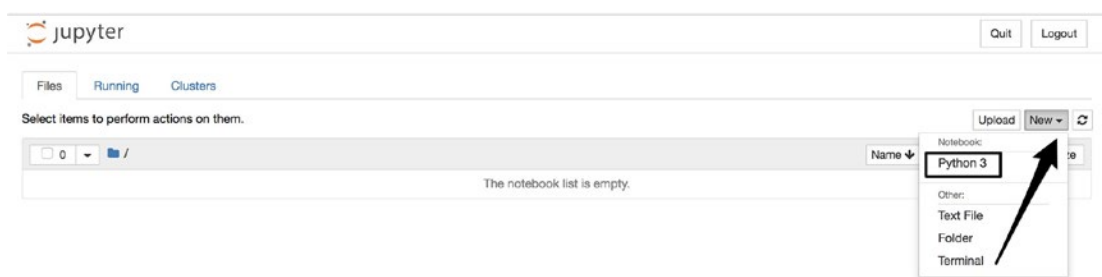 jupyter
Quit Logout
Files Running Clusters
Select items to perform actions on them.
Upload New
0 /
Name
The notebook list is empty.
Notebook:
Python 3
Other:
Text File
Folder
Terminal